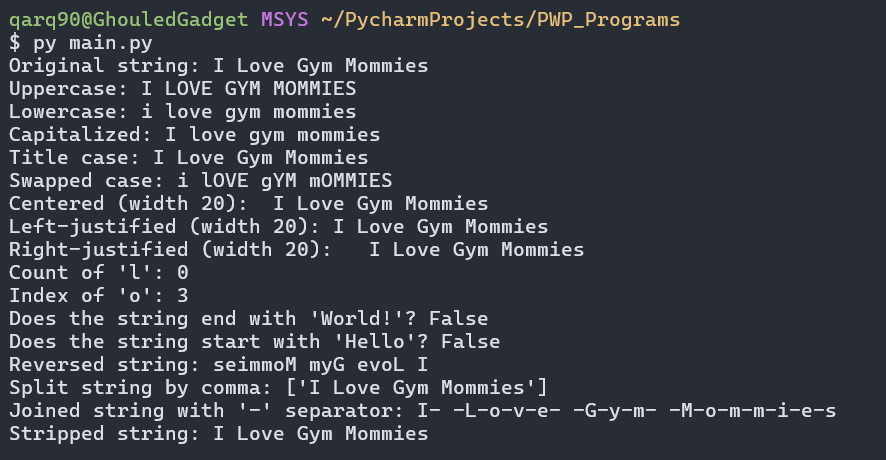 qarq90@GhouledGadget MSYS ~/PycharmProjects/PWP_Programs
$ py main.py
Original string: I Love Gym Mommies
Uppercase: I LOVE GYM MOMMIES
Lowercase: i love gym mommies
Capitalized: I love gym mommies
Title case: I Love Gym Mommies
Swapped case: i lOVE gYM mOMMIES
Centered (width 20):  I Love Gym Mommies
Left-justified (width 20): I Love Gym Mommies
Right-justified (width 20):   I Love Gym Mommies
Count of 'l': 0
Index of 'o': 3
Does the string end with 'World!'? False
Does the string start with 'Hello'? False
Reversed string: seimmoM myG evoL I
Split string by comma: ['I Love Gym Mommies']
Joined string with '-' separator: I- -L-o-v-e- -G-y-m- -M-o-m-m-i-e-s
Stripped string: I Love Gym Mommies